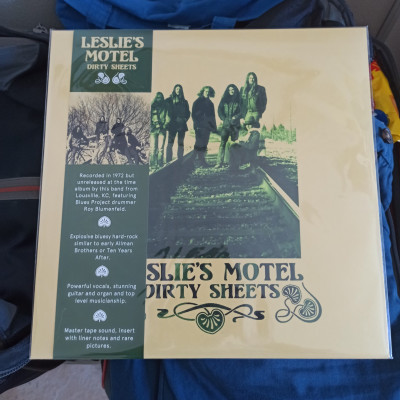 LESLIE'S
MOTEL
DIRTY SHEETS
Recorded in 1972 but
unreleased at the time
album by this band from
Lousville, KC, featuring
Blues Project drummer
Roy Blumenfeld.
Explosive bluesy hard-rock
similar to early Allman
Brothers or Ten Years
After.
Powerful vocals, stunning
guitar and organ and top
level musicianship.
Master tape sound, Insert
with liner notes and rare
pictures.
SLIE'S MOTEL
DIRTY SHEETS